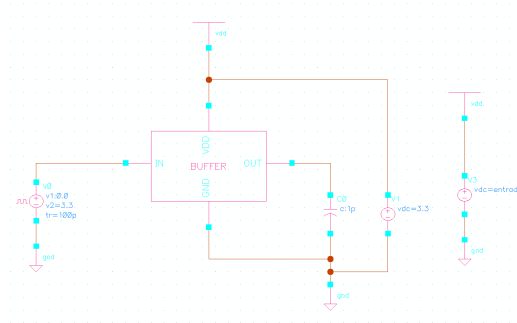 vdd
vdd
VDD
IN
BUFFER
OUT
GND
V0
v1:0.0
v2=3.3
tr=100p
C0
c:1p
V1
vdc=3.3
V3
vdc=entrad
gnd
gnd
gnd